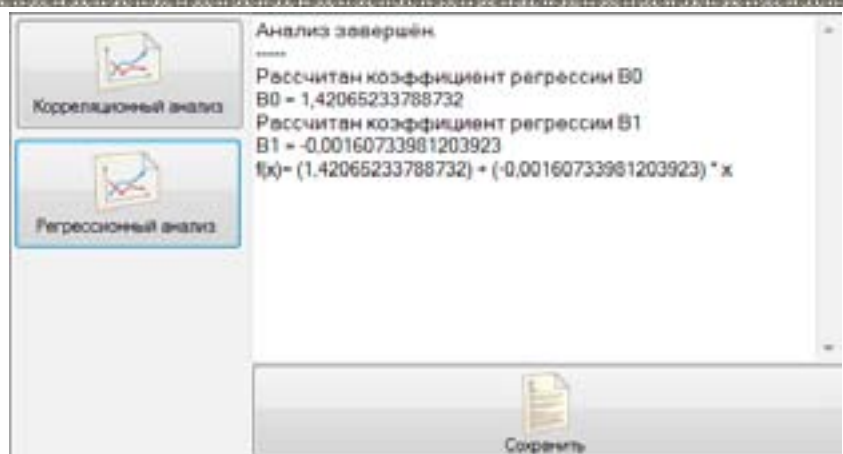 Корреляционный анализ
Регрессионный анализ
Анализ завершён.
-----
Рассчитан коэффициент регрессии B0
B0 = 1,42065233788732
Рассчитан коэффициент регрессии B1
B1 = -0,00160733981203923
f(x)= (1,42065233788732) + (-0,00160733981203923) * x
Сохранить